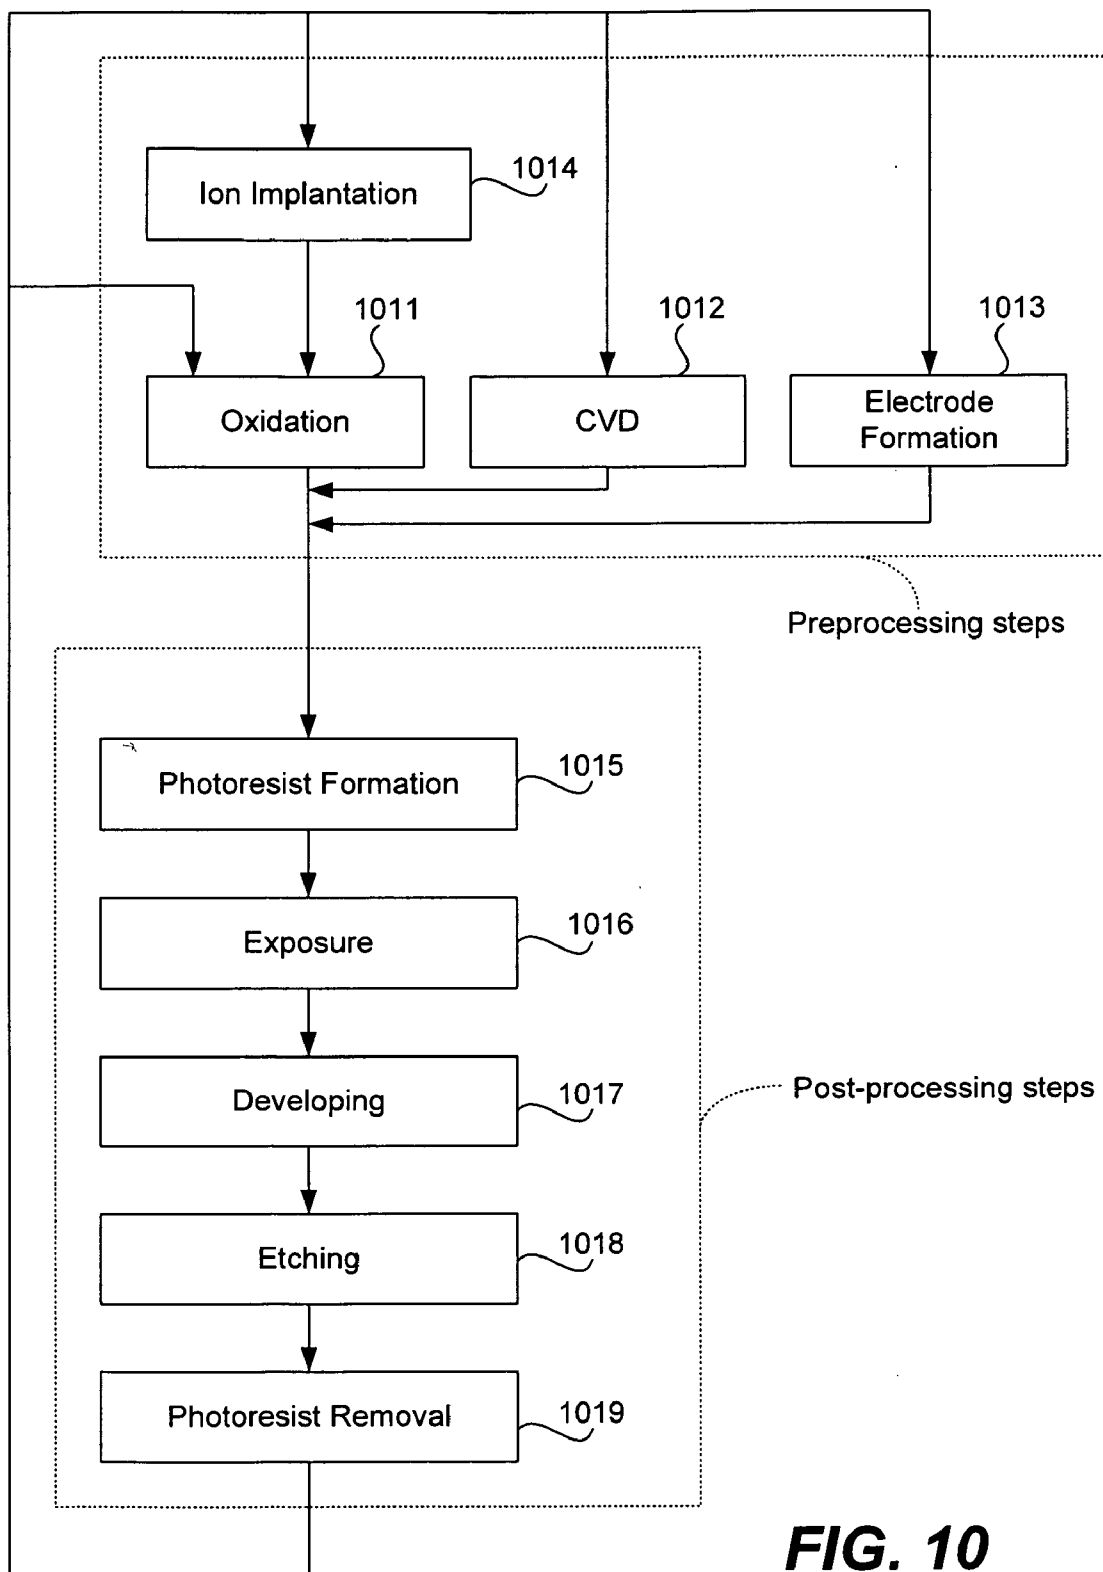 1014
Ion Implantation
1011
1012
1013
Oxidation
CVD
Electrode
Formation
Preprocessing steps
1015
Photoresist Formation
1016
Exposure
1017
Developing
Post-processing steps
1018
Etching
1019
Photoresist Removal
FIG. 10